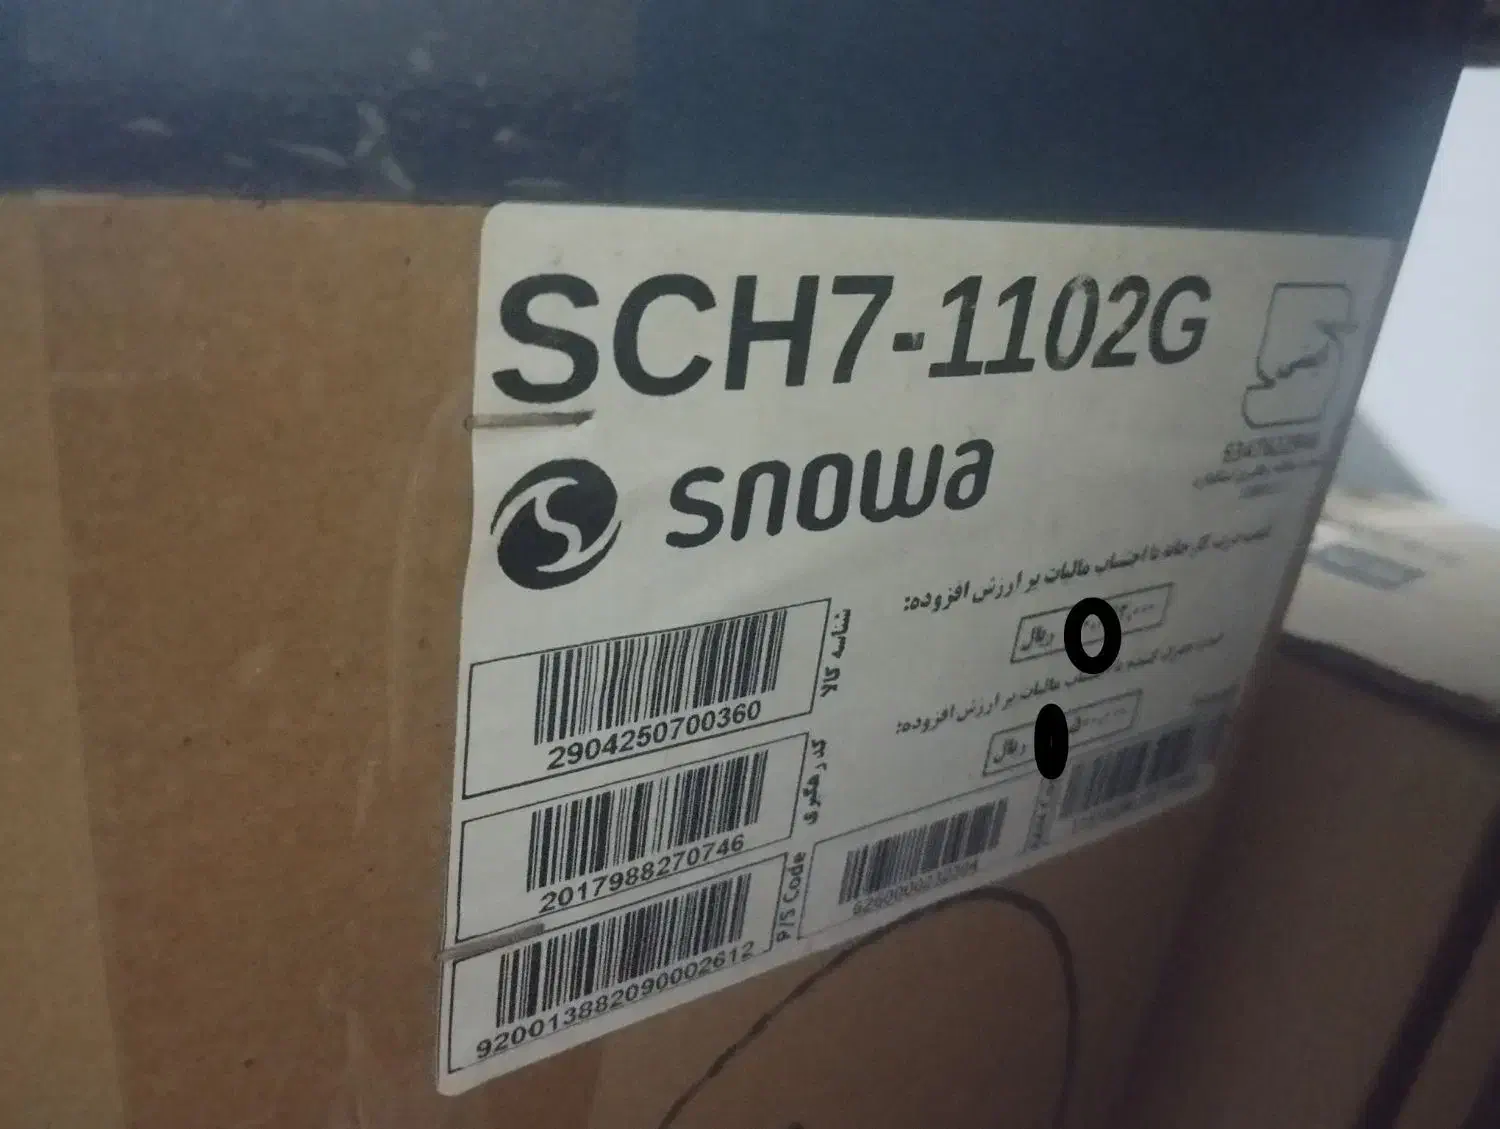 SCH7-1102G
snowa
قیمت درب کارخانه با احتساب مالیات بر ارزش افزوده:
ریال
قیمت مصرف کننده با احتساب مالیات بر ارزش افزوده:
ریال
شناسه کالا
2904250700360
کد رهگیری
2017988270746
P/S Code
920013882090002612